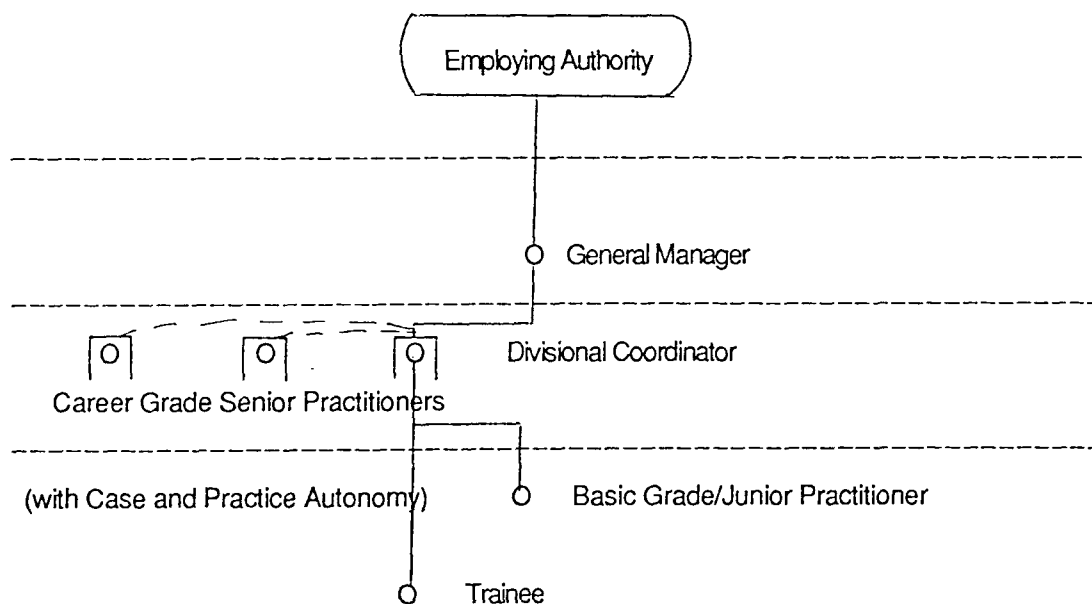 Employing Authority
General Manager
Divisional Coordinator
Career Grade Senior Practitioners
(with Case and Practice Autonomy)
Basic Grade/Junior Practitioner
Trainee